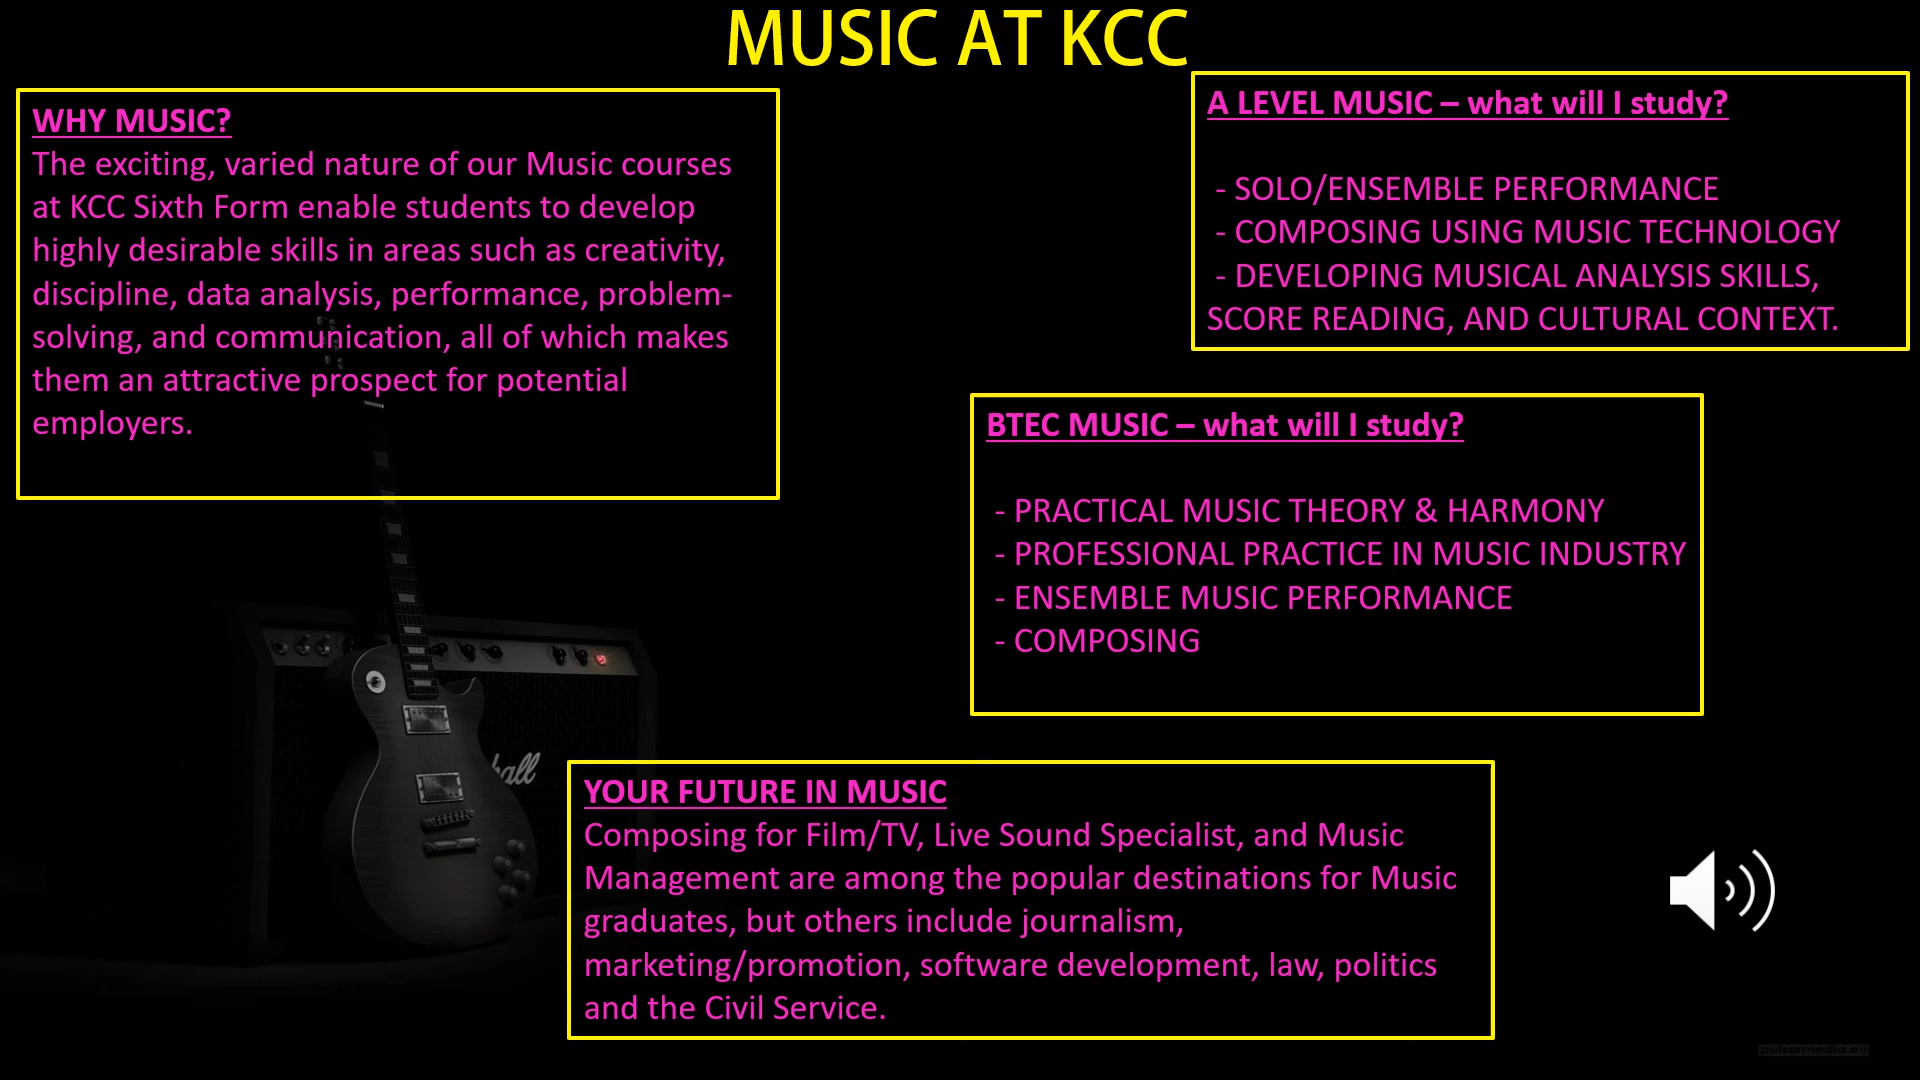 MUSIC AT KCC
WHY MUSIC?
The exciting, varied nature of our Music courses
at KCC Sixth Form enable students to develop
highly desirable skills in areas such as creativity,
discipline, data analysis, performance, problem-
solving, and communication, all of which makes
them an attractive prospect for potential
employers.
A LEVEL MUSIC – what will I study?
- SOLO/ENSEMBLE PERFORMANCE
- COMPOSING USING MUSIC TECHNOLOGY
- DEVELOPING MUSICAL ANALYSIS SKILLS,
SCORE READING, AND CULTURAL CONTEXT.
BTEC MUSIC – what will I study?
- PRACTICAL MUSIC THEORY & HARMONY
- PROFESSIONAL PRACTICE IN MUSIC INDUSTRY
- ENSEMBLE MUSIC PERFORMANCE
- COMPOSING
YOUR FUTURE IN MUSIC
Composing for Film/TV, Live Sound Specialist, and Music
Management are among the popular destinations for Music
graduates, but others include journalism,
marketing/promotion, software development, law, politics
and the Civil Service.
pulsarmedia.eu